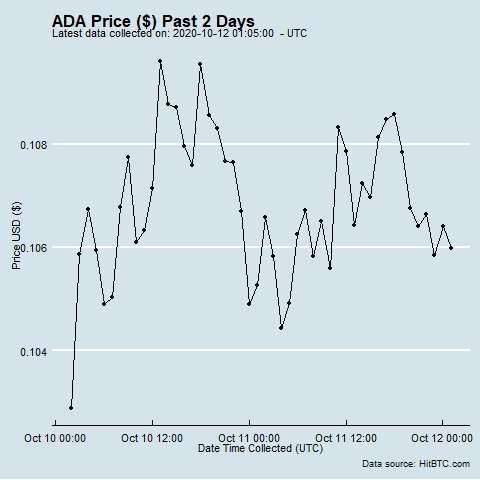 ADA Price ($) Past 2 Days
Latest data collected on: 2020-10-12 01:05:00  - UTC
0.108
0.106
0.104
Price USD ($)
Oct 10 00:00
Oct 10 12:00
Oct 11 00:00
Oct 11 12:00
Oct 12 00:00
Date Time Collected (UTC)
Data source: HitBTC.com